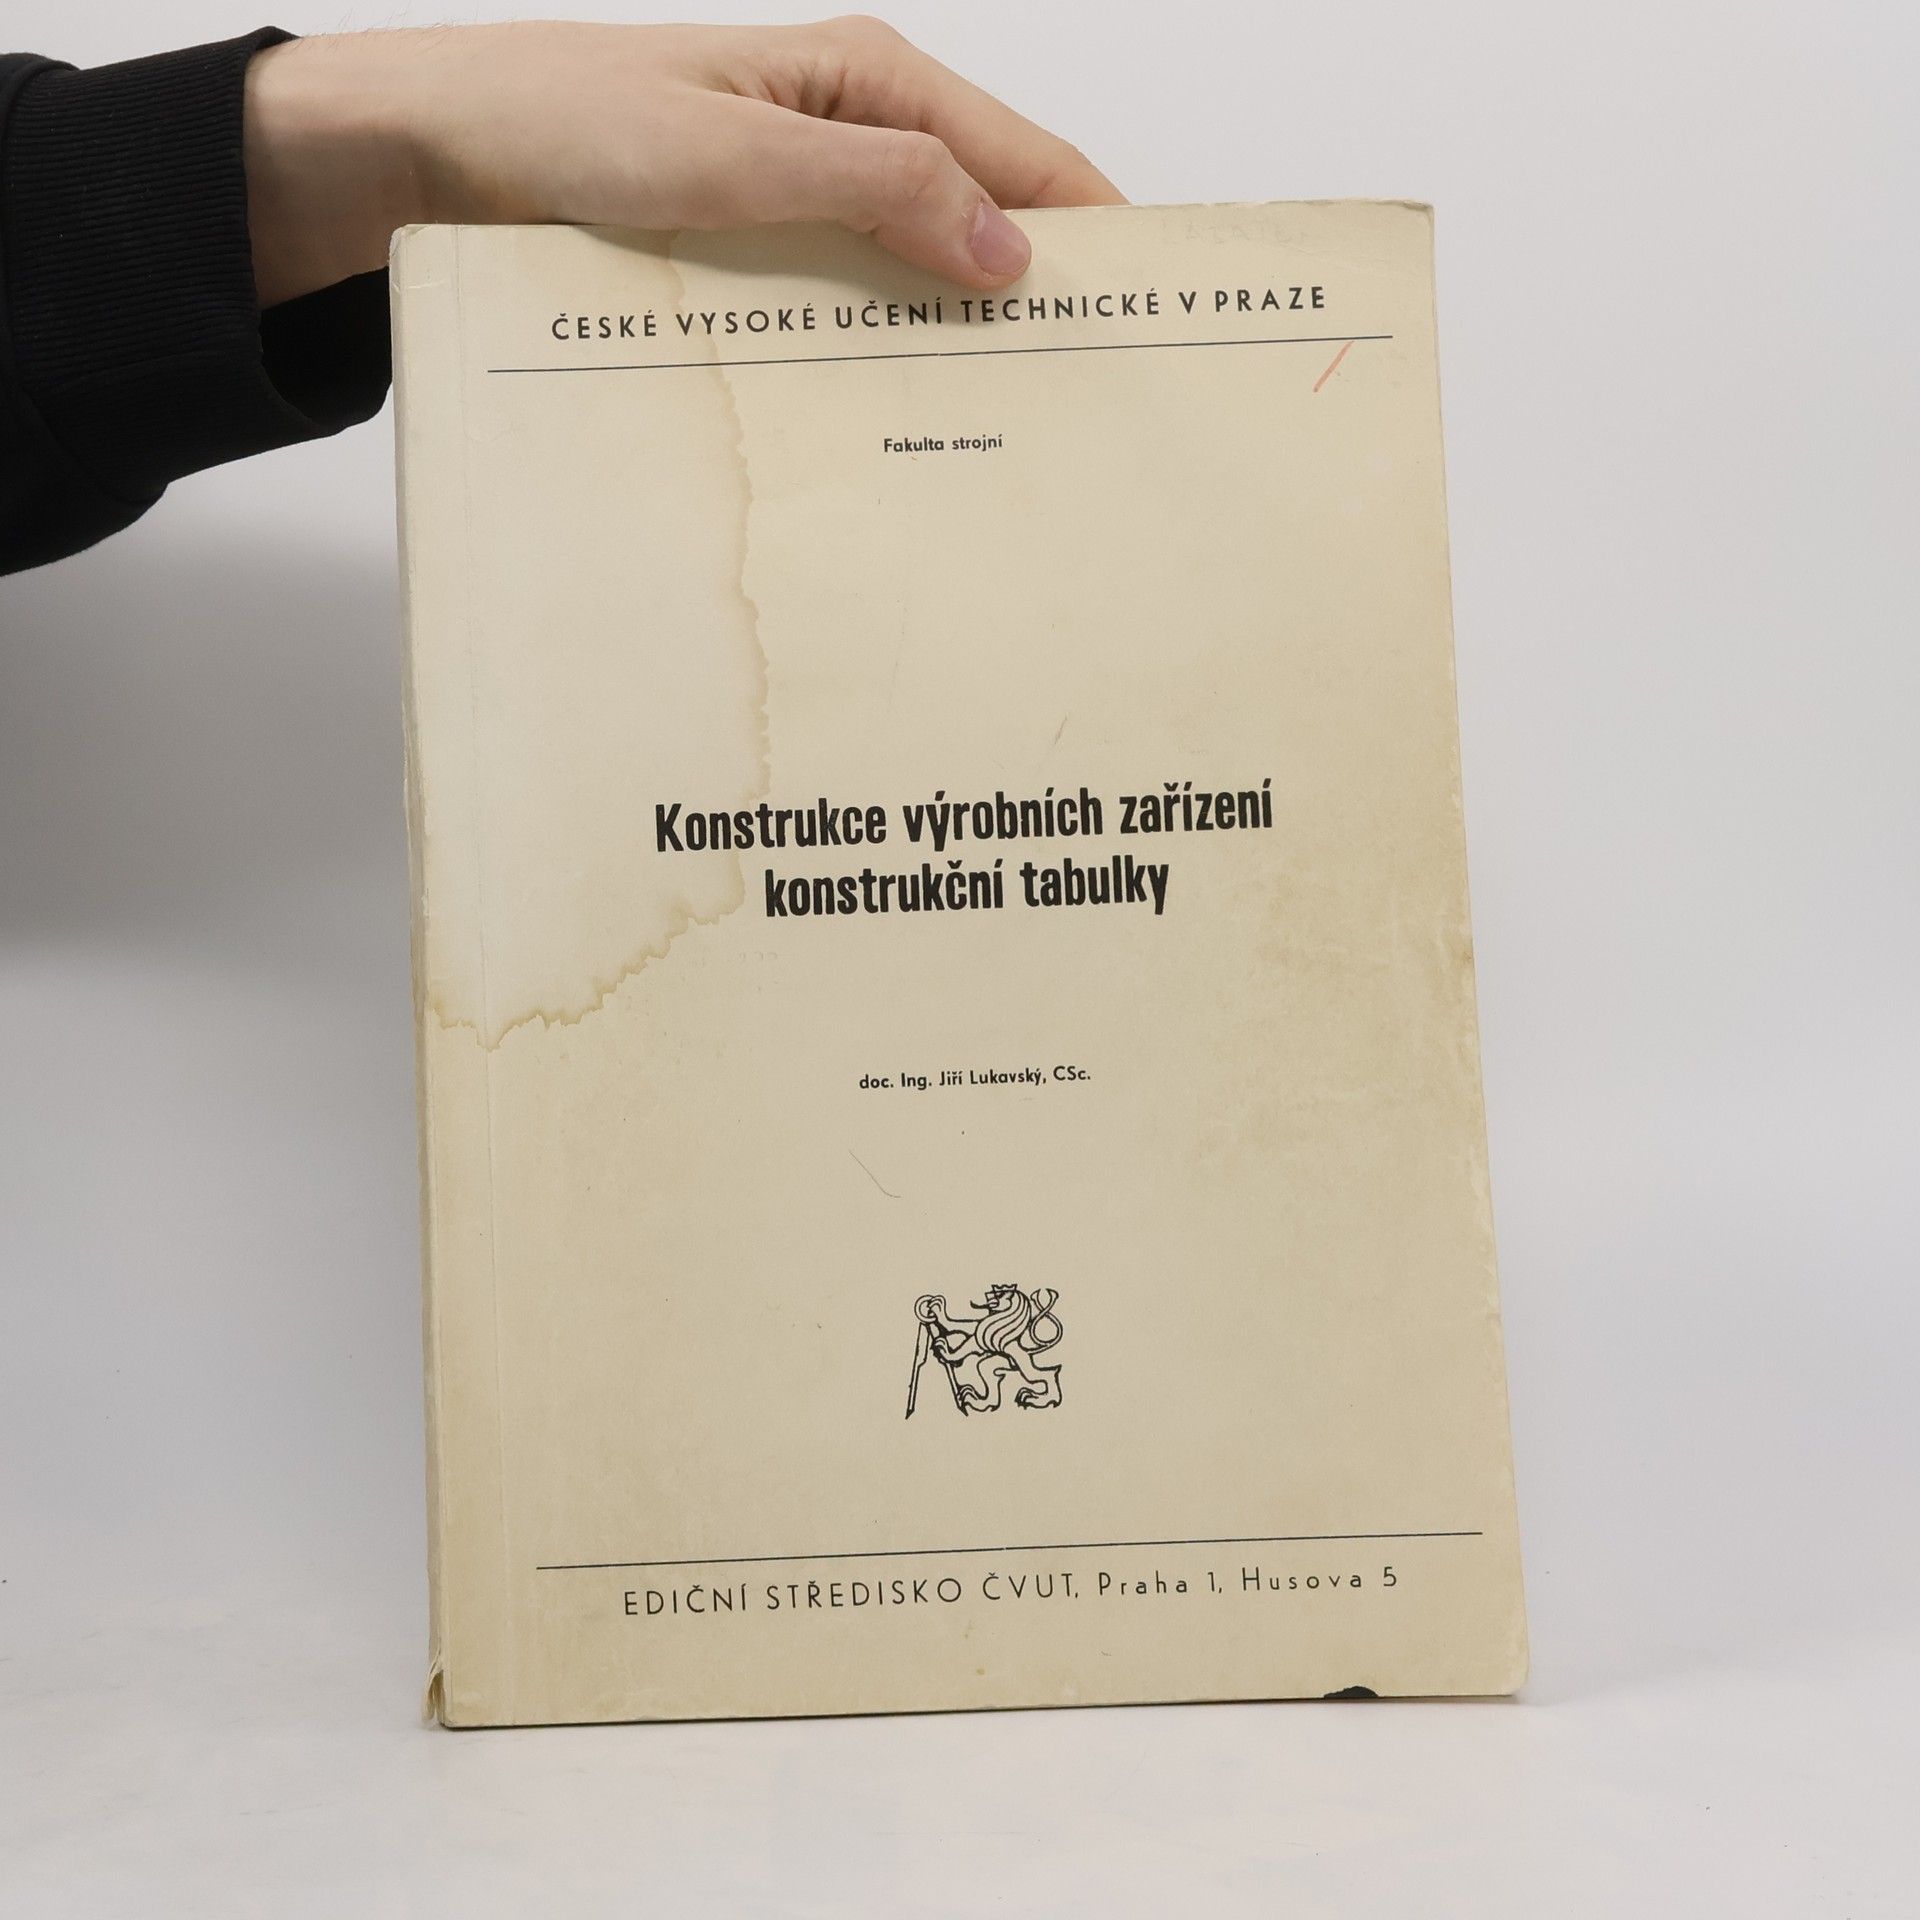 ČESKÉ VYSOKÉ UČENÍ TECHNICKÉ V PRAZE
Fakulta strojní
Konstrukce výrobních zařízení
konstrukční tabulky
doc. Ing. Jiří Lukavský, CSc.
EDIČNÍ STŘEDISKO ČVUT, Praha 1, Husova 5